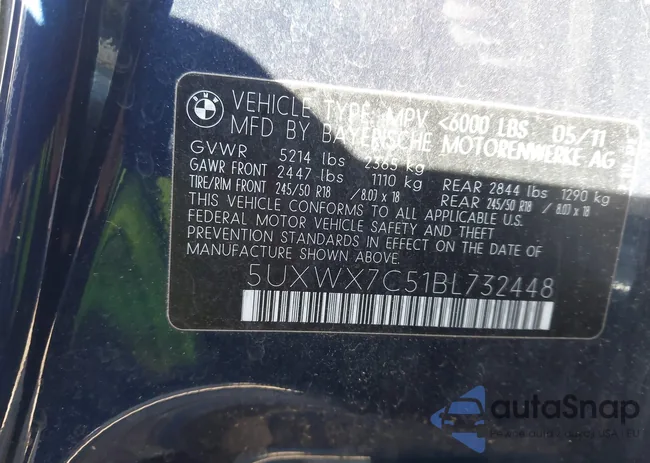 BMW
VEHICLE TYPE MPV <6000 LBS 05/11
MFD BY BAYERISCHE MOTORENWERKE AG
GVWR 5214 lbs 2365 kg
GAWR FRONT 2447 lbs 1110 kg REAR 2844 lbs 1290 kg
TIRE/RIM FRONT 245/50 R18 / 8.0J x 18 REAR 245/50 R18 / 8.0J x 18
THIS VEHICLE CONFORMS TO ALL APPLICABLE U.S.
FEDERAL MOTOR VEHICLE SAFETY AND THEFT
PREVENTION STANDARDS IN EFFECT ON THE DATE OF
MANUFACTURE SHOWN ABOVE.
5UXWX7C51BL732448
autaSnap